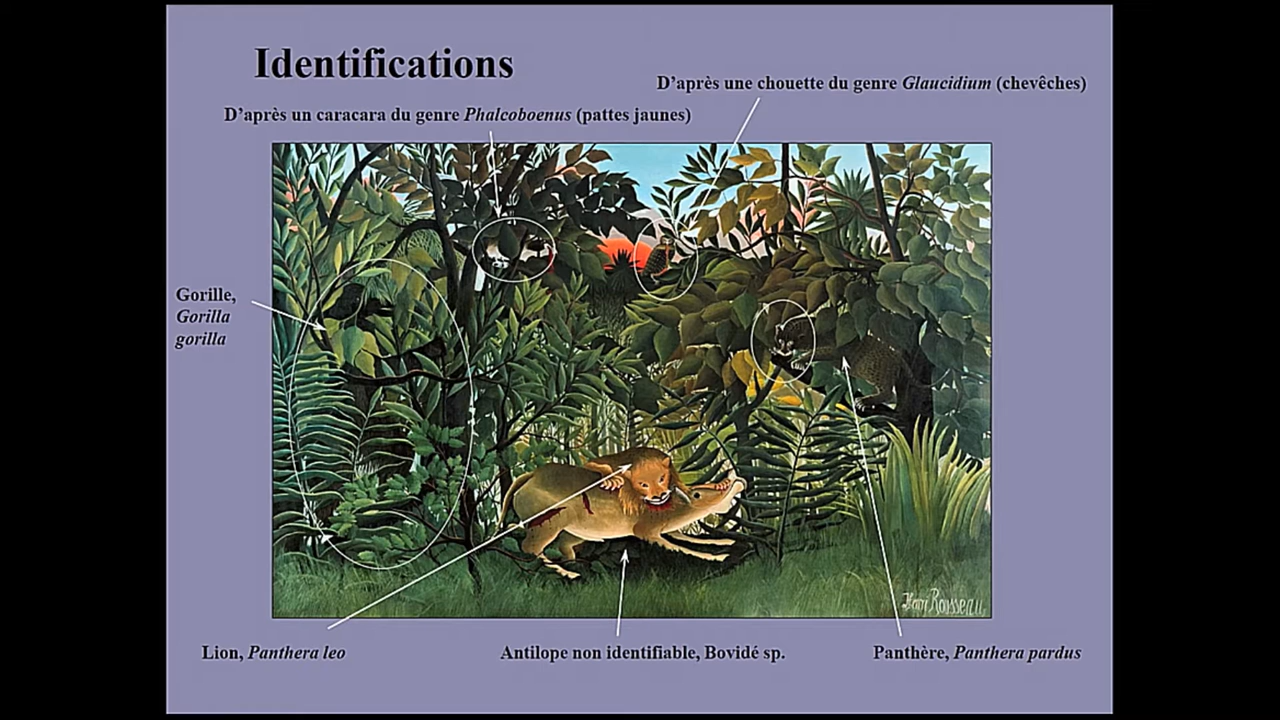 Identifications
D'après une chouette du genre Glaucidium (chevêches)
D'après un caracara du genre Phalcoboenus (pattes jaunes)
Gorille,
Gorilla
gorilla
Henri Rousseau
Lion, Panthera leo
Antilope non identifiable, Bovidé sp.
Panthère, Panthera pardus